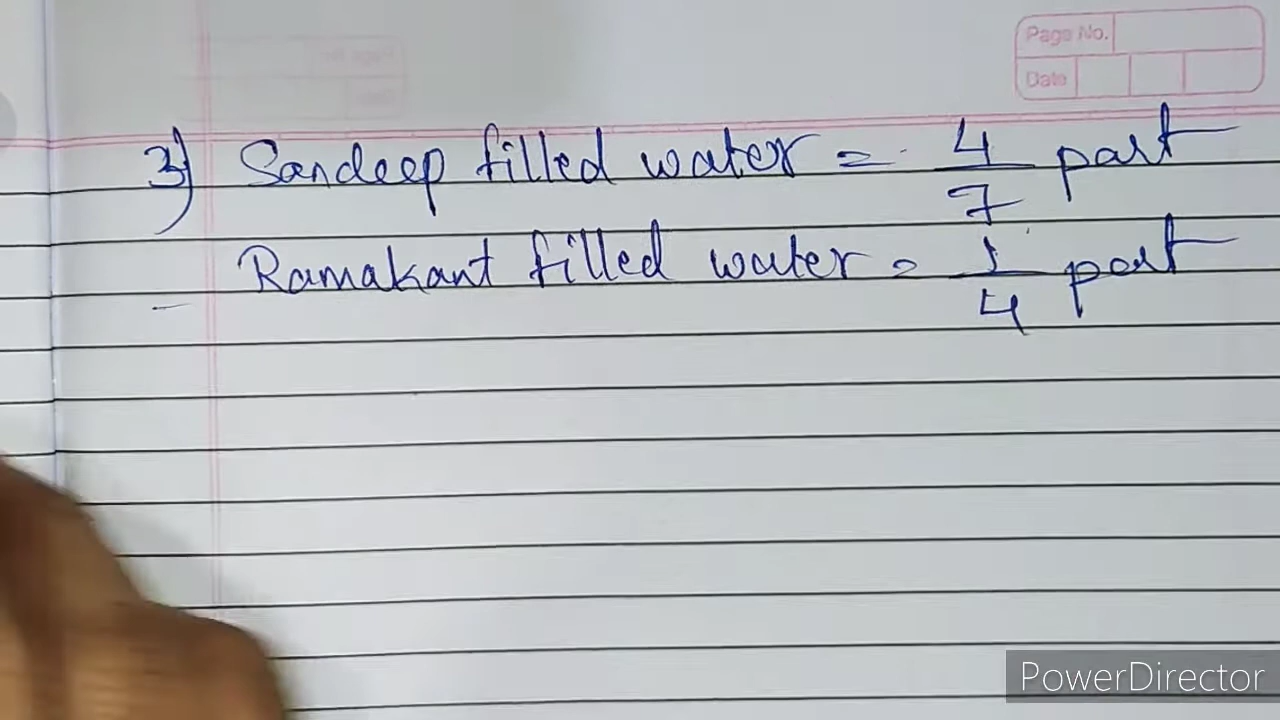 Page No.
Date
3) Sandeep filled water = 4/7 part
Ramakant filled water = 1/4 part
PowerDirector